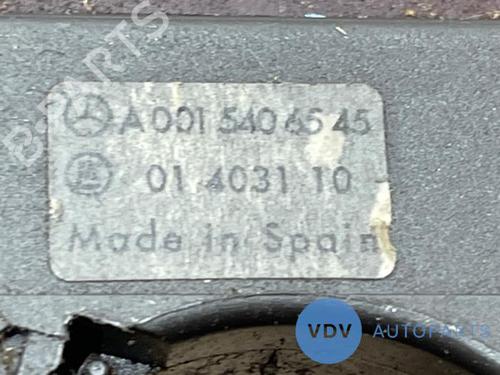 B-PARTS
A 001 540 65 45
01 4031 10
Made in Spain
VDV AUTOPARTS